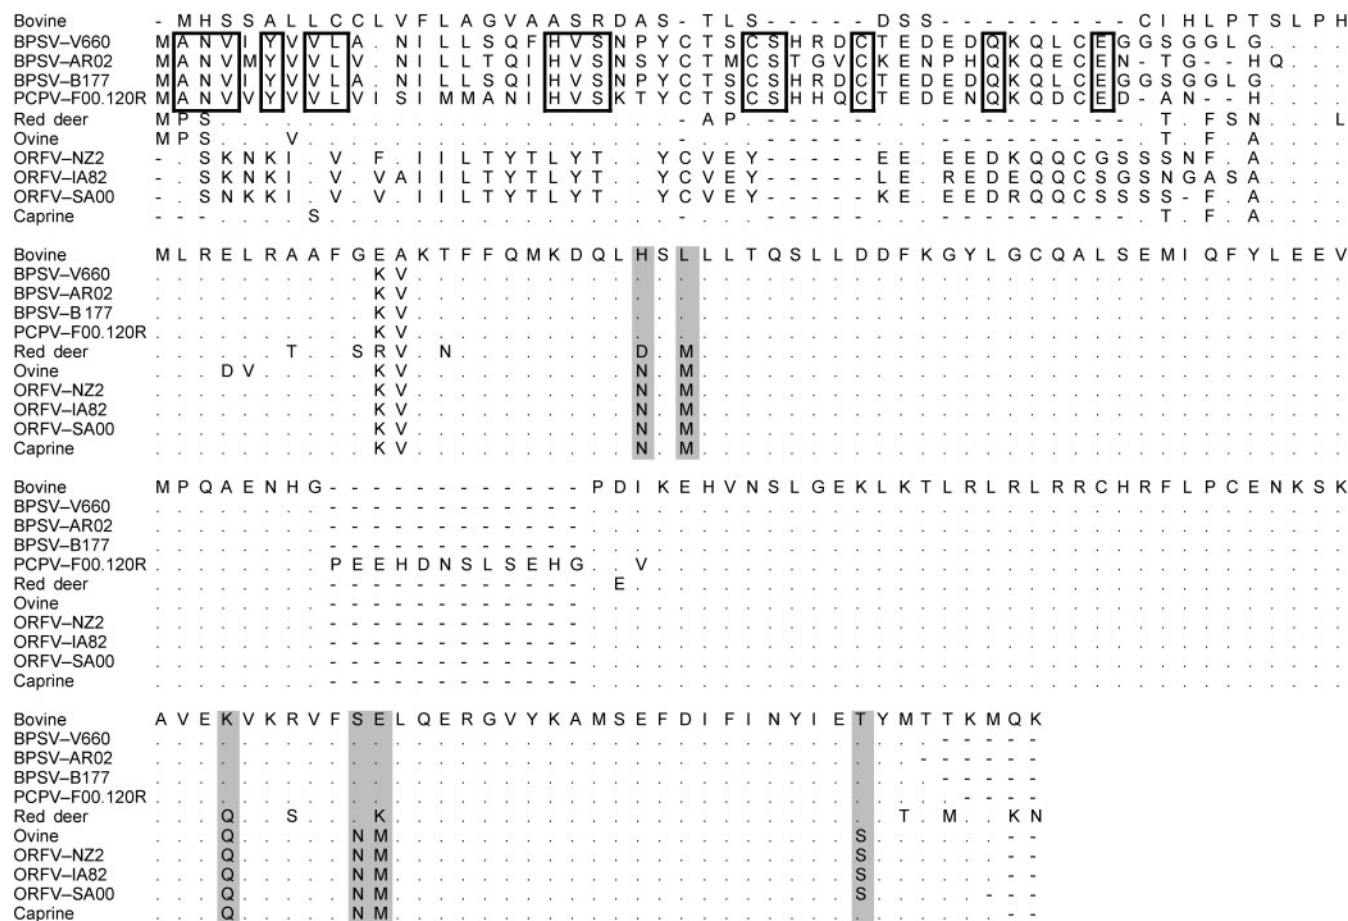 Bovine - M H S S A L L C C L V F L A G V A A S R D A S - T L S - - - - - D S S - - - - - - - - - C I H L P T S L P H
BPSV–V660 M A N V I Y V V L A . N I L L S Q F H V S N P Y C T S C S H R D C T E D E D Q K Q L C E G G S G G L G . . . .
BPSV–AR02 M A N V M Y V V L V . N I L L T Q I H V S N S Y C T M C S T G V C K E N P H Q K Q E C E N - T G - - H Q . . .
BPSV–B177 M A N V I Y V V L A . N I L L S Q I H V S N P Y C T S C S H R D C T E D E D Q K Q L C E G G S G G L G . . . .
PCPV–F00.120R M A N V V Y V V L V I S I M M A N I H V S K T Y C T S C S H H Q C T E D E N Q K Q D C E D - A N - - H . . . .
Red deer M P S . . . . . . . . . . . . . . . . . . . . . - A P . - - - - - . . . - - - - - - - - - . T . F S N . . . L
Ovine M P S . . . V . . . . . . . . . . . . . . . . . - . . . - - - - - . . . - - - - - - - - - . T . F . A . . . .
ORFV–NZ2 - . S K N K I . V . F . I I L T Y T L Y T . . Y C V E Y - - - - - E E . E E D K Q Q C G S S S N F . A . . . .
ORFV–IA82 - . S K N K I . V . V A I I L T Y T L Y T . . Y C V E Y - - - - - L E . R E D E Q Q C S G S N G A S A . . . .
ORFV–SA00 - . S N K K I . V . V . I I L T Y T L Y T . . Y C V E Y - - - - - K E . E E D R Q Q C S S S S - F . A . . . .
Caprine - - - . . . . S . . . . . . . . . . . . . . . . - . . . - - - - - . . . - - - - - - - - - . T . F . A . . . .
Bovine M L R E L R A A F G E A K T F F Q M K D Q L H S L L L T Q S L L D D F K G Y L G C Q A L S E M I Q F Y L E E V
BPSV–V660 . . . . . . . . . . K V . . . . . . . . . . . . . . . . . . . . . . . . . . . . . . . . . . . . . . . . . . .
BPSV–AR02 . . . . . . . . . . K V . . . . . . . . . . . . . . . . . . . . . . . . . . . . . . . . . . . . . . . . . . .
BPSV–B177 . . . . . . . . . . K V . . . . . . . . . . . . . . . . . . . . . . . . . . . . . . . . . . . . . . . . . . .
PCPV–F00.120R . . . . . . . . . . K V . . . . . . . . . . . . . . . . . . . . . . . . . . . . . . . . . . . . . . . . . . .
Red deer . . . . . . T . . S R V . N . . . . . . . . D . M . . . . . . . . . . . . . . . . . . . . . . . . . . . . . .
Ovine . . . D V . . . . . K V . . . . . . . . . . N . M . . . . . . . . . . . . . . . . . . . . . . . . . . . . . .
ORFV–NZ2 . . . . . . . . . . K V . . . . . . . . . . N . M . . . . . . . . . . . . . . . . . . . . . . . . . . . . . .
ORFV–IA82 . . . . . . . . . . K V . . . . . . . . . . N . M . . . . . . . . . . . . . . . . . . . . . . . . . . . . . .
ORFV–SA00 . . . . . . . . . . K V . . . . . . . . . . N . M . . . . . . . . . . . . . . . . . . . . . . . . . . . . . .
Caprine . . . . . . . . . . K V . . . . . . . . . . N . M . . . . . . . . . . . . . . . . . . . . . . . . . . . . . .
Bovine M P Q A E N H G - - - - - - - - - - - - P D I K E H V N S L G E K L K T L R L R L R R C H R F L P C E N K S K
BPSV–V660 . . . . . . . . - - - - - - - - - - - - . . . . . . . . . . . . . . . . . . . . . . . . . . . . . . . . . . .
BPSV–AR02 . . . . . . . . - - - - - - - - - - - - . . . . . . . . . . . . . . . . . . . . . . . . . . . . . . . . . . .
BPSV–B177 . . . . . . . . - - - - - - - - - - - - . . . . . . . . . . . . . . . . . . . . . . . . . . . . . . . . . . .
PCPV–F00.120R . . . . . . . . P E E H D N S L S E H G . . V . . . . . . . . . . . . . . . . . . . . . . . . . . . . . . . .
Red deer . . . . . . . . - - - - - - - - - - - - . E . . . . . . . . . . . . . . . . . . . . . . . . . . . . . . . . .
Ovine . . . . . . . . - - - - - - - - - - - - . . . . . . . . . . . . . . . . . . . . . . . . . . . . . . . . . . .
ORFV–NZ2 . . . . . . . . - - - - - - - - - - - - . . . . . . . . . . . . . . . . . . . . . . . . . . . . . . . . . . .
ORFV–IA82 . . . . . . . . - - - - - - - - - - - - . . . . . . . . . . . . . . . . . . . . . . . . . . . . . . . . . . .
ORFV–SA00 . . . . . . . . - - - - - - - - - - - - . . . . . . . . . . . . . . . . . . . . . . . . . . . . . . . . . . .
Caprine . . . . . . . . - - - - - - - - - - - - . . . . . . . . . . . . . . . . . . . . . . . . . . . . . . . . . . .
Bovine A V E K V K R V F S E L Q E R G V Y K A M S E F D I F I N Y I E T Y M T T K M Q K
BPSV–V660 . . . . . . . . . . . . . . . . . . . . . . . . . . . . . . . . . . . . - - - - -
BPSV–AR02 . . . . . . . . . . . . . . . . . . . . . . . . . . . . . . . . . . . - - - - - -
BPSV–B177 . . . . . . . . . . . . . . . . . . . . . . . . . . . . . . . . . . . . - - - - -
PCPV–F00.120R . . . . . . . . . . . . . . . . . . . . . . . . . . . . . . . . . . . . . - - - -
Red deer . . . Q . . S . . . K . . . . . . . . . . . . . . . . . . . . . . . T . M . . K N
Ovine . . . Q . . . . . N M . . . . . . . . . . . . . . . . . . . . . S . . . . . . - -
ORFV–NZ2 . . . Q . . . . . N M . . . . . . . . . . . . . . . . . . . . . S . . . . . . - -
ORFV–IA82 . . . Q . . . . . N M . . . . . . . . . . . . . . . . . . . . . S . . . . . . - -
ORFV–SA00 . . . Q . . . . . N M . . . . . . . . . . . . . . . . . . . . . S . . . . . - - -
Caprine . . . Q . . . . . N M . . . . . . . . . . . . . . . . . . . . . . . . . . . . - -